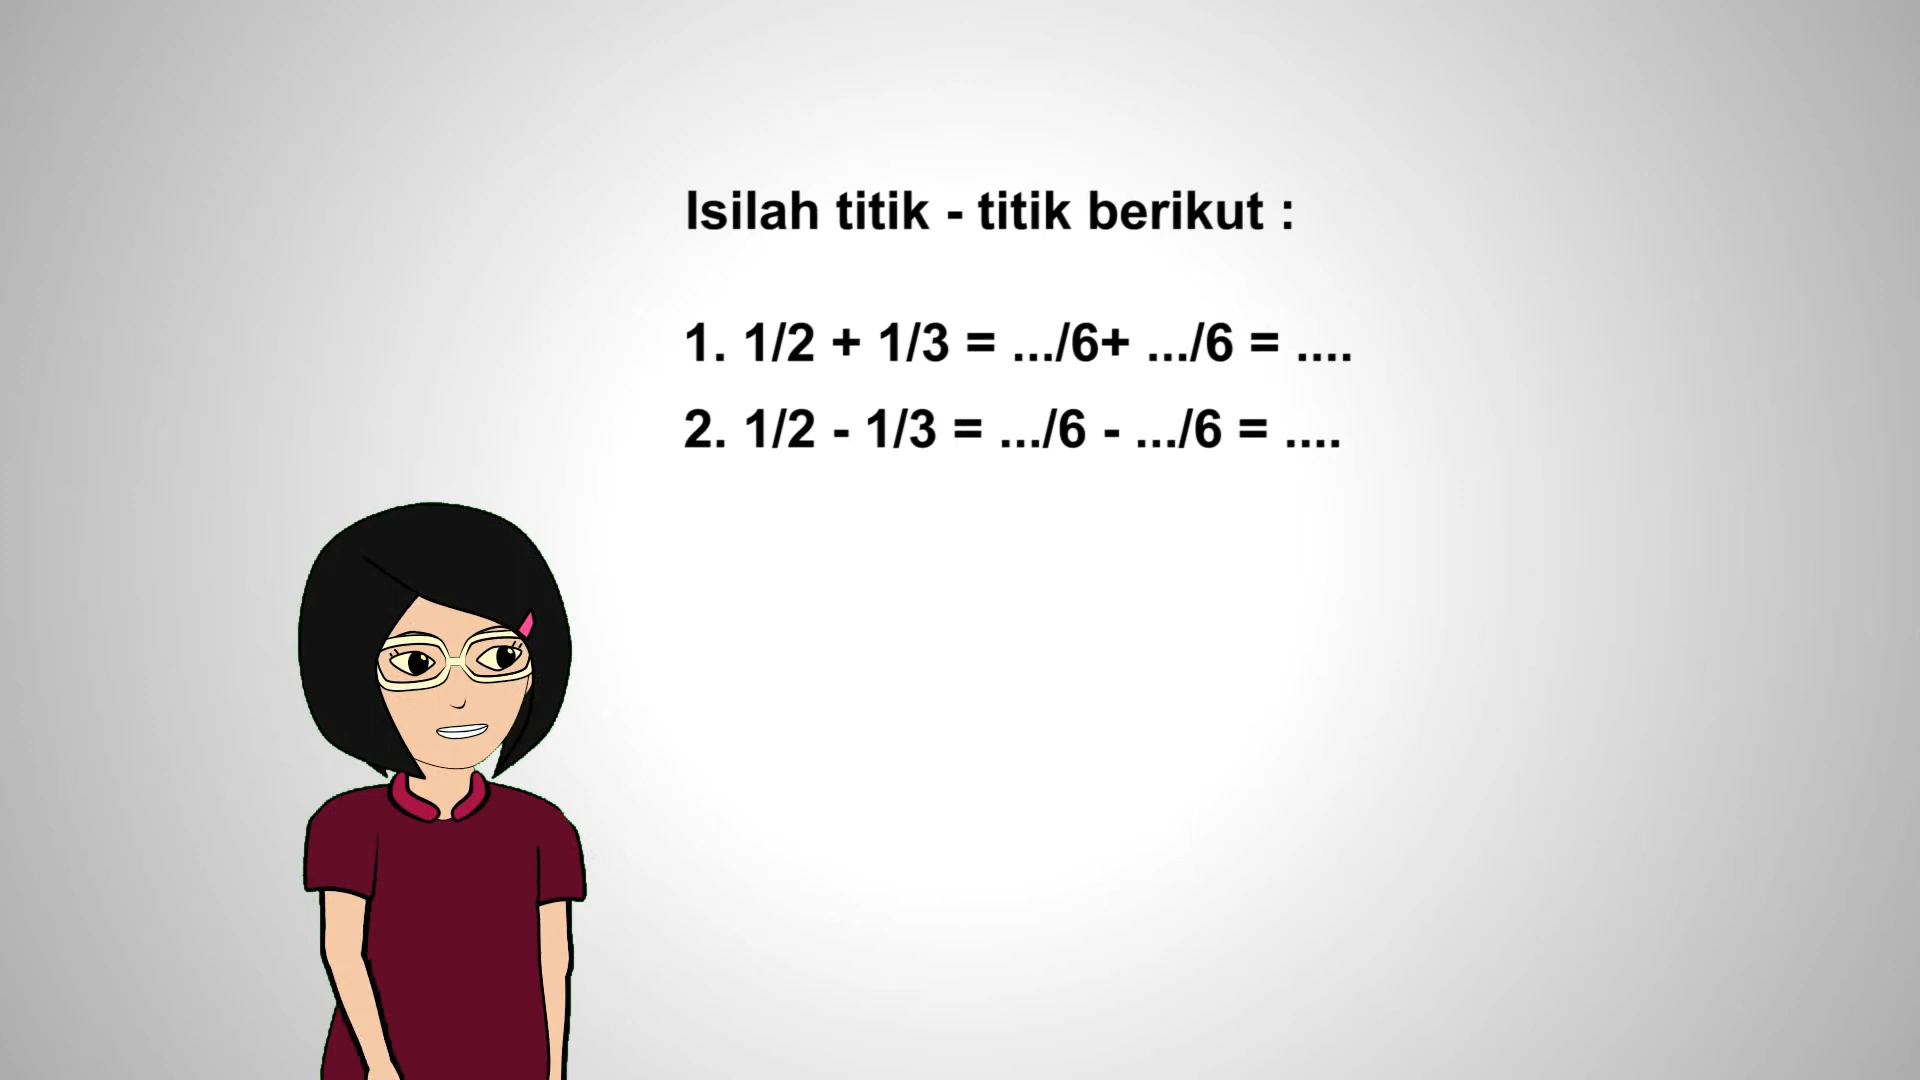 Isilah titik - titik berikut :
1. 1/2 + 1/3 = .../6+ .../6 = ....
2. 1/2 - 1/3 = .../6 - .../6 = ....